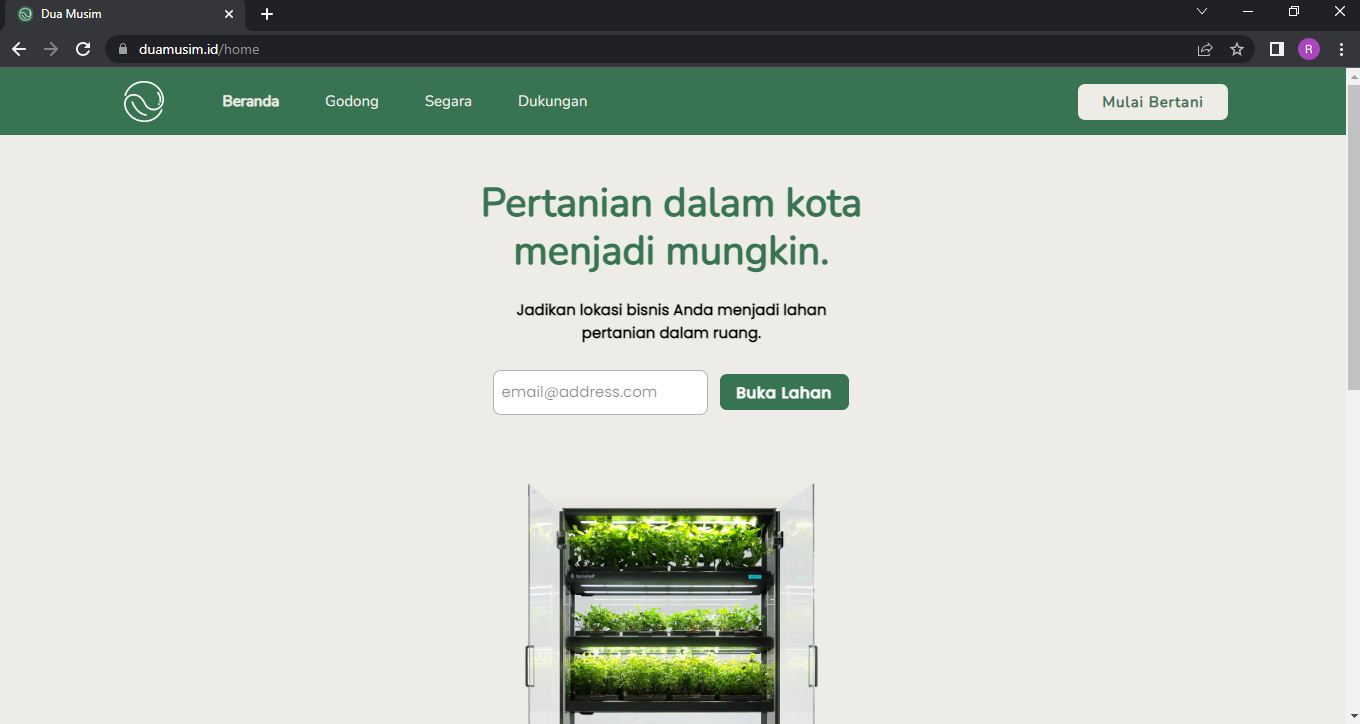 Dua Musim
duamusim.id/home
R
Beranda
Godong
Segara
Dukungan
Mulai Bertani
Pertanian dalam kota
menjadi mungkin.
Jadikan lokasi bisnis Anda menjadi lahan
pertanian dalam ruang.
email@address.com
Buka Lahan